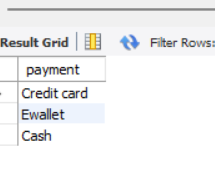 Result Grid Filter Rows:
payment
Credit card
Ewallet
Cash